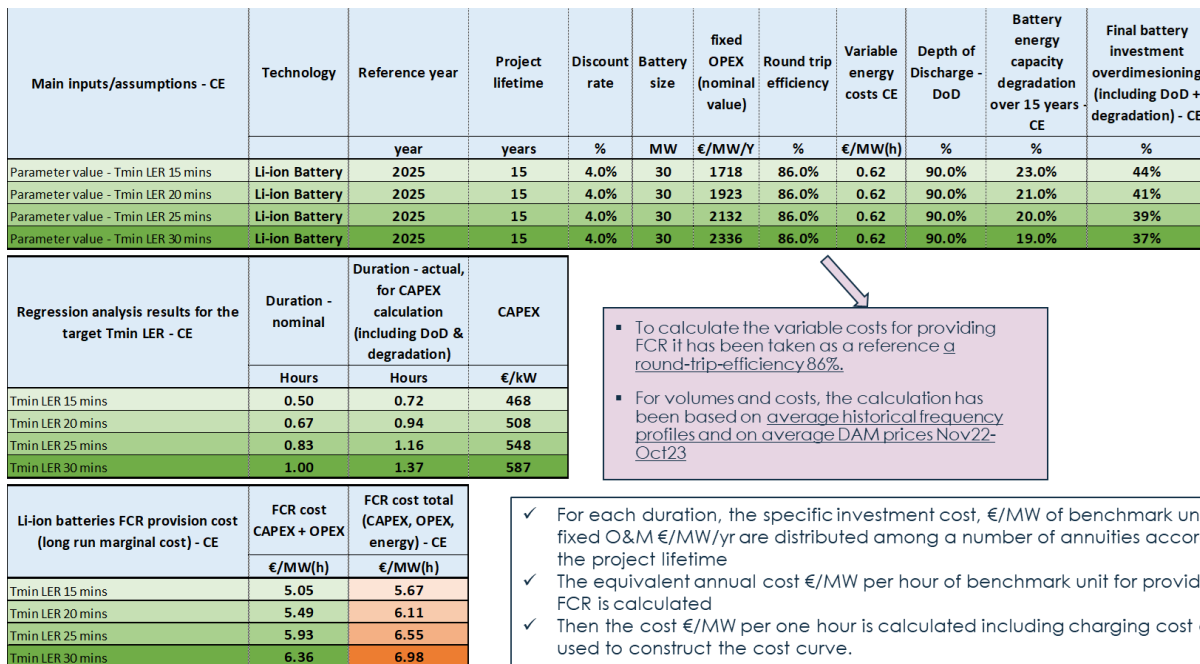 Main inputs/assumptions - CE
Technology
Reference year
Project
lifetime
Discount
rate
Battery
size
fixed
OPEX
(nominal
value)
Round trip
efficiency
Variable
energy
costs CE
Depth of
Discharge -
DoD
Battery
energy
capacity
degradation
over 15 years -
CE
Final battery
investment
overdimesioning
(including DoD +
degradation) - CE
year years % MW €/MW/Y % €/MW(h) % % %
Parameter value - Tmin LER 15 mins Li-ion Battery 2025 15 4.0% 30 1718 86.0% 0.62 90.0% 23.0% 44%
Parameter value - Tmin LER 20 mins Li-ion Battery 2025 15 4.0% 30 1923 86.0% 0.62 90.0% 21.0% 41%
Parameter value - Tmin LER 25 mins Li-ion Battery 2025 15 4.0% 30 2132 86.0% 0.62 90.0% 20.0% 39%
Parameter value - Tmin LER 30 mins Li-ion Battery 2025 15 4.0% 30 2336 86.0% 0.62 90.0% 19.0% 37%
Regression analysis results for the
target Tmin LER - CE
Duration -
nominal
Duration - actual,
for CAPEX
calculation
(including DoD &
degradation)
CAPEX
Hours Hours €/kW
Tmin LER 15 mins 0.50 0.72 468
Tmin LER 20 mins 0.67 0.94 508
Tmin LER 25 mins 0.83 1.16 548
Tmin LER 30 mins 1.00 1.37 587
▪ To calculate the variable costs for providing
FCR it has been taken as a reference a
round-trip-efficiency 86%.
▪ For volumes and costs, the calculation has
been based on average historical frequency
profiles and on average DAM prices Nov22-
Oct23
Li-ion batteries FCR provision cost
(long run marginal cost) - CE
FCR cost
CAPEX + OPEX
FCR cost total
(CAPEX, OPEX,
energy) - CE
€/MW(h) €/MW(h)
Tmin LER 15 mins 5.05 5.67
Tmin LER 20 mins 5.49 6.11
Tmin LER 25 mins 5.93 6.55
Tmin LER 30 mins 6.36 6.98
✓ For each duration, the specific investment cost, €/MW of benchmark
fixed O&M €/MW/yr are distributed among a number of annuities
the project lifetime
✓ The equivalent annual cost €/MW per hour of benchmark unit for
FCR is calculated
✓ Then the cost €/MW per one hour is calculated including charging cost
used to construct the cost curve.